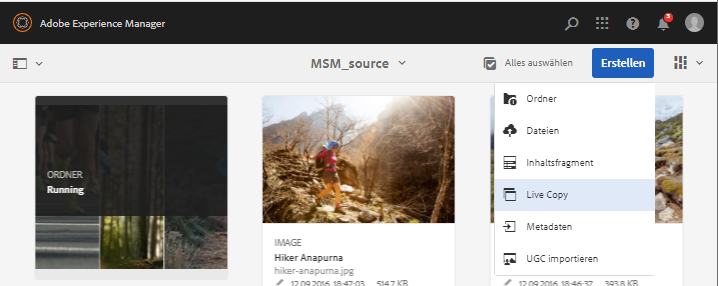 Adobe Experience Manager
3
MSM_source
Alles auswählen
Erstellen
Ordner
Dateien
Inhaltsfragment
Live Copy
Metadaten
UGC importieren
ORDNER
Running
IMAGE
Hiker Anapurna
hiker-anapurna.jpg
12.09.2016, 18:47:03 514.7 KB
12.09.2016, 18:46:37 393.8 KB